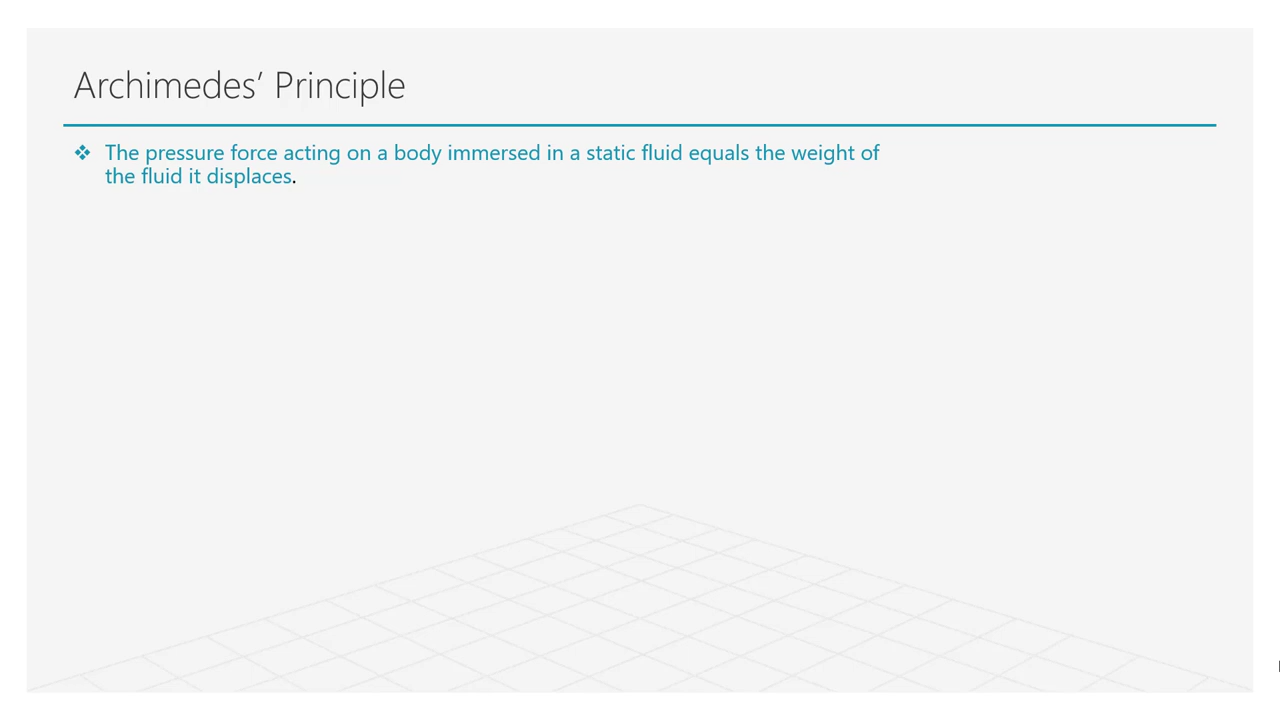 Archimedes’ Principle
❖ The pressure force acting on a body immersed in a static fluid equals the weight of
the fluid it displaces.